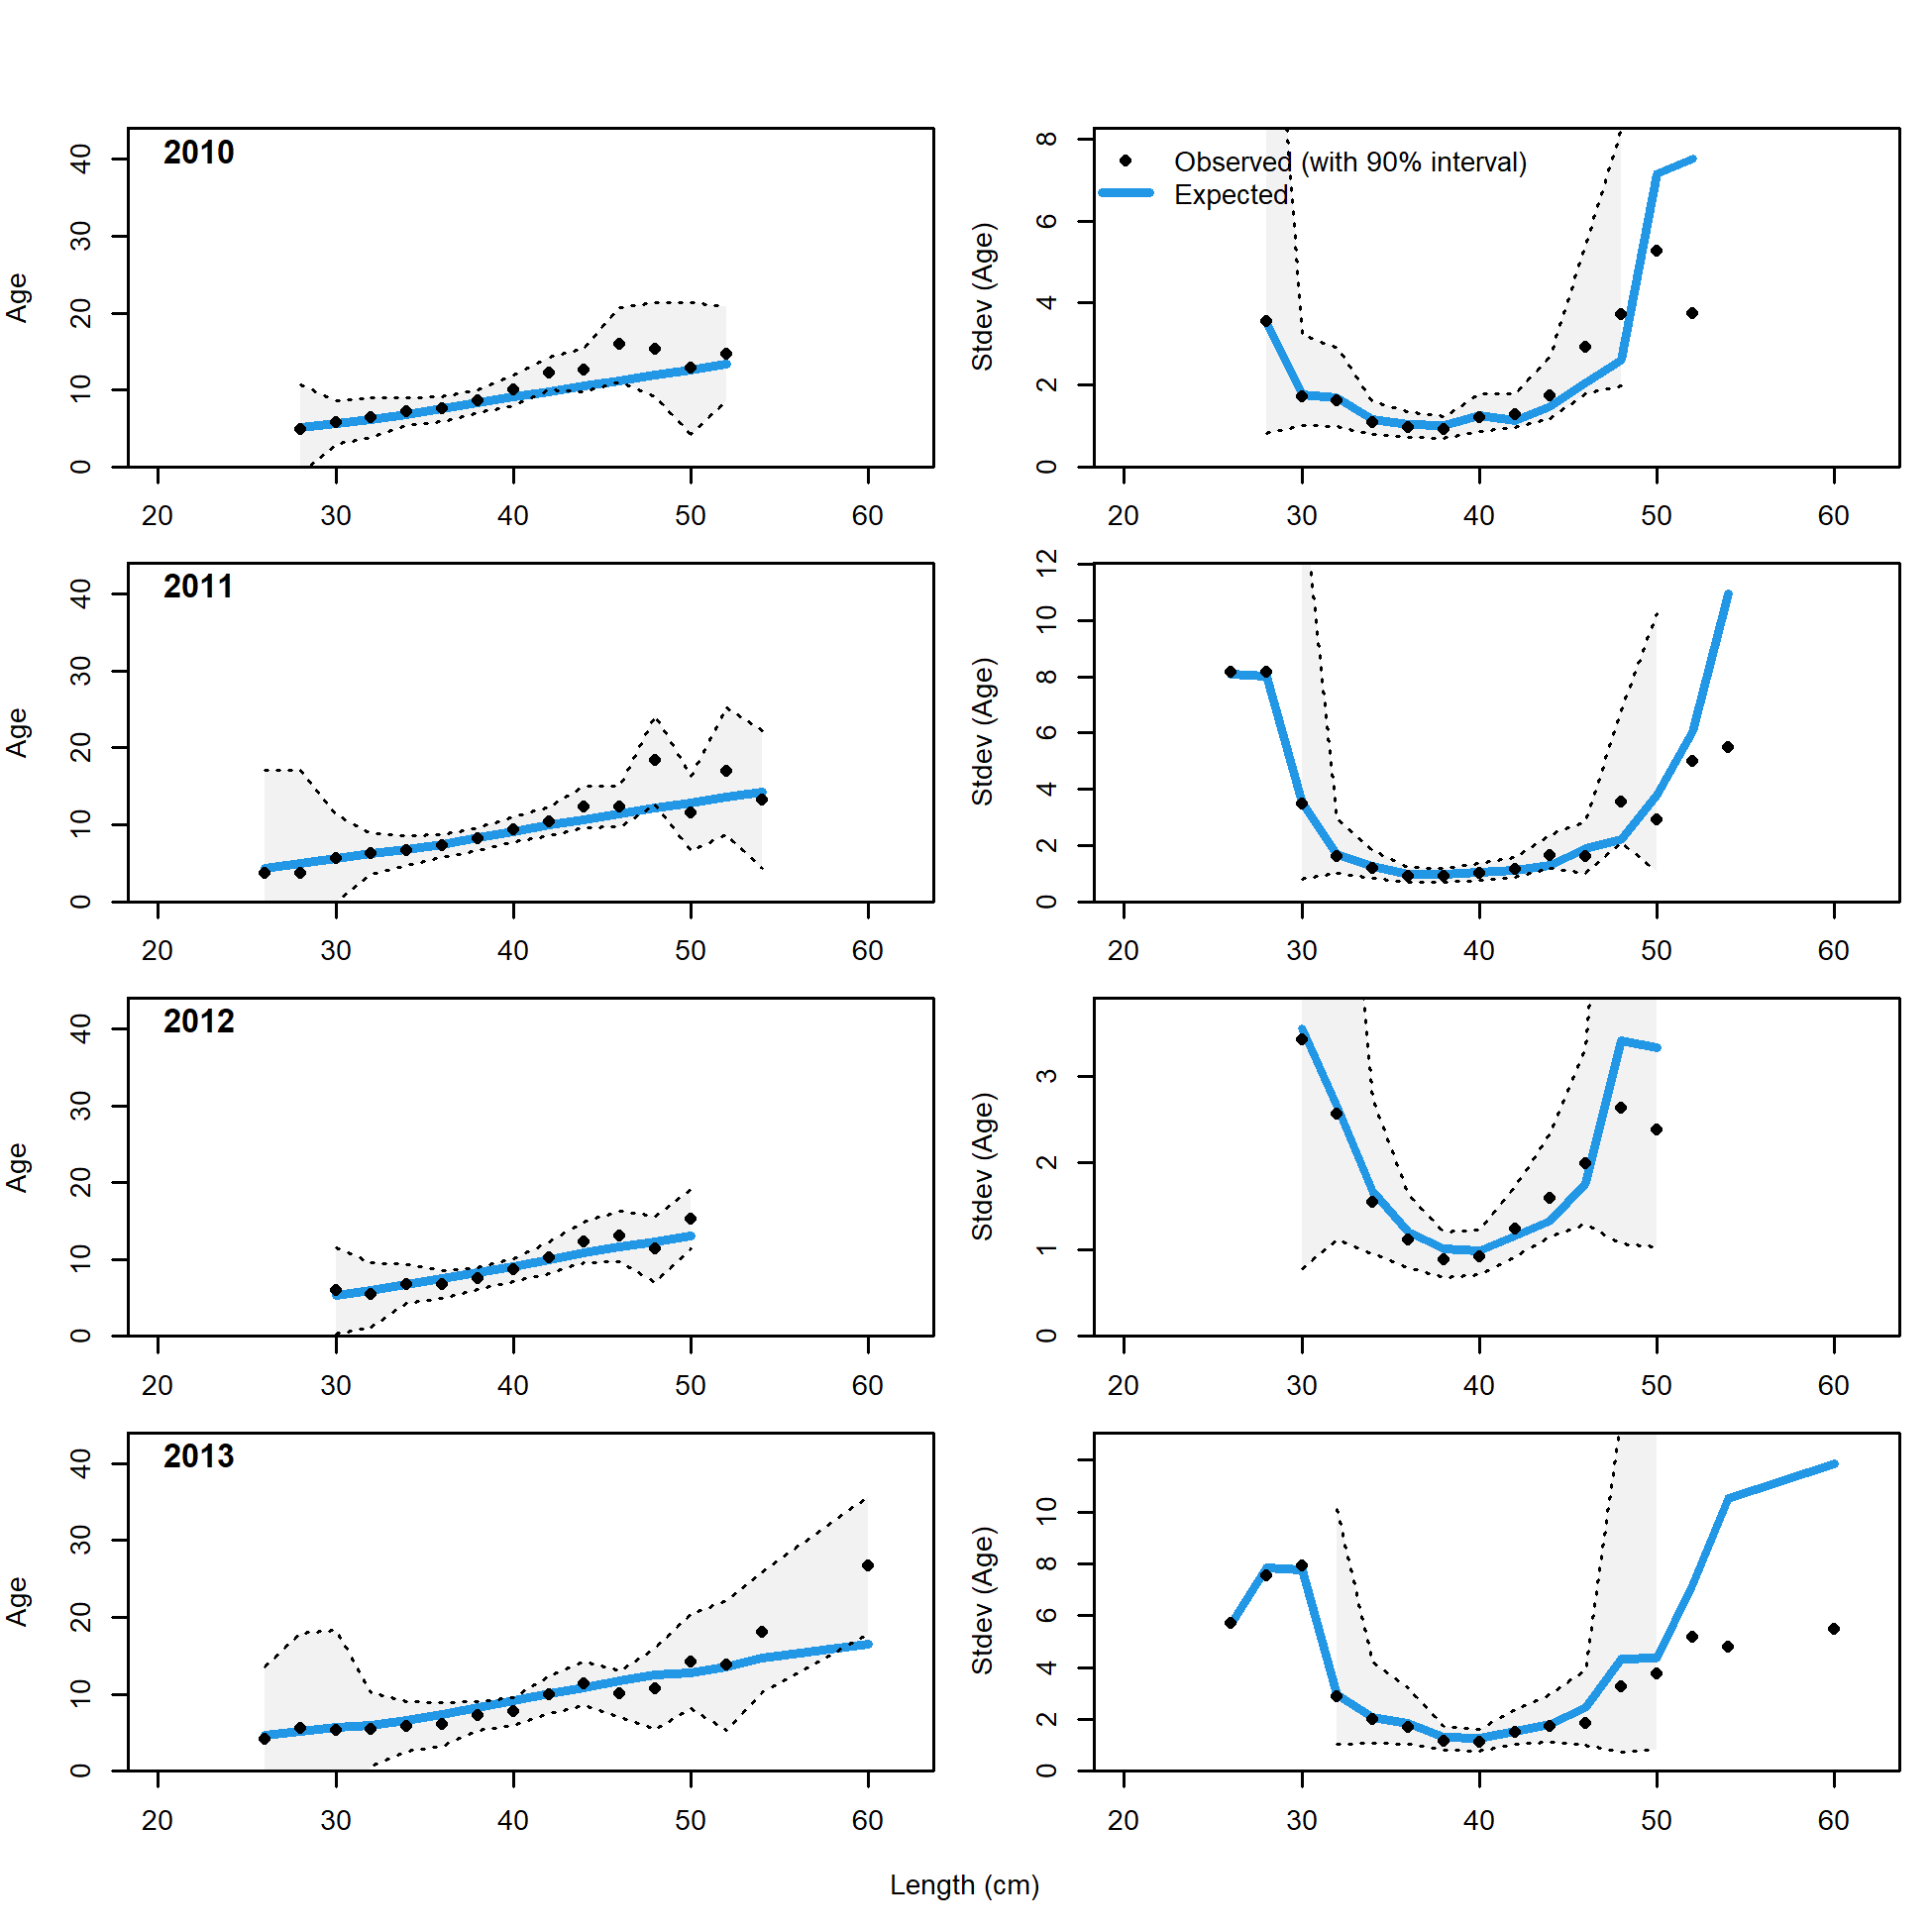 2010
Age
0 10 20 30 40
20 30 40 50 60
Observed (with 90% interval)
Expected
Stdev (Age)
0 2 4 6 8
20 30 40 50 60
2011
Age
0 10 20 30 40
20 30 40 50 60
Stdev (Age)
0 2 4 6 8 10 12
20 30 40 50 60
2012
Age
0 10 20 30 40
20 30 40 50 60
Stdev (Age)
0 1 2 3
20 30 40 50 60
2013
Age
0 10 20 30 40
20 30 40 50 60
Stdev (Age)
0 2 4 6 8 10
20 30 40 50 60
Length (cm)